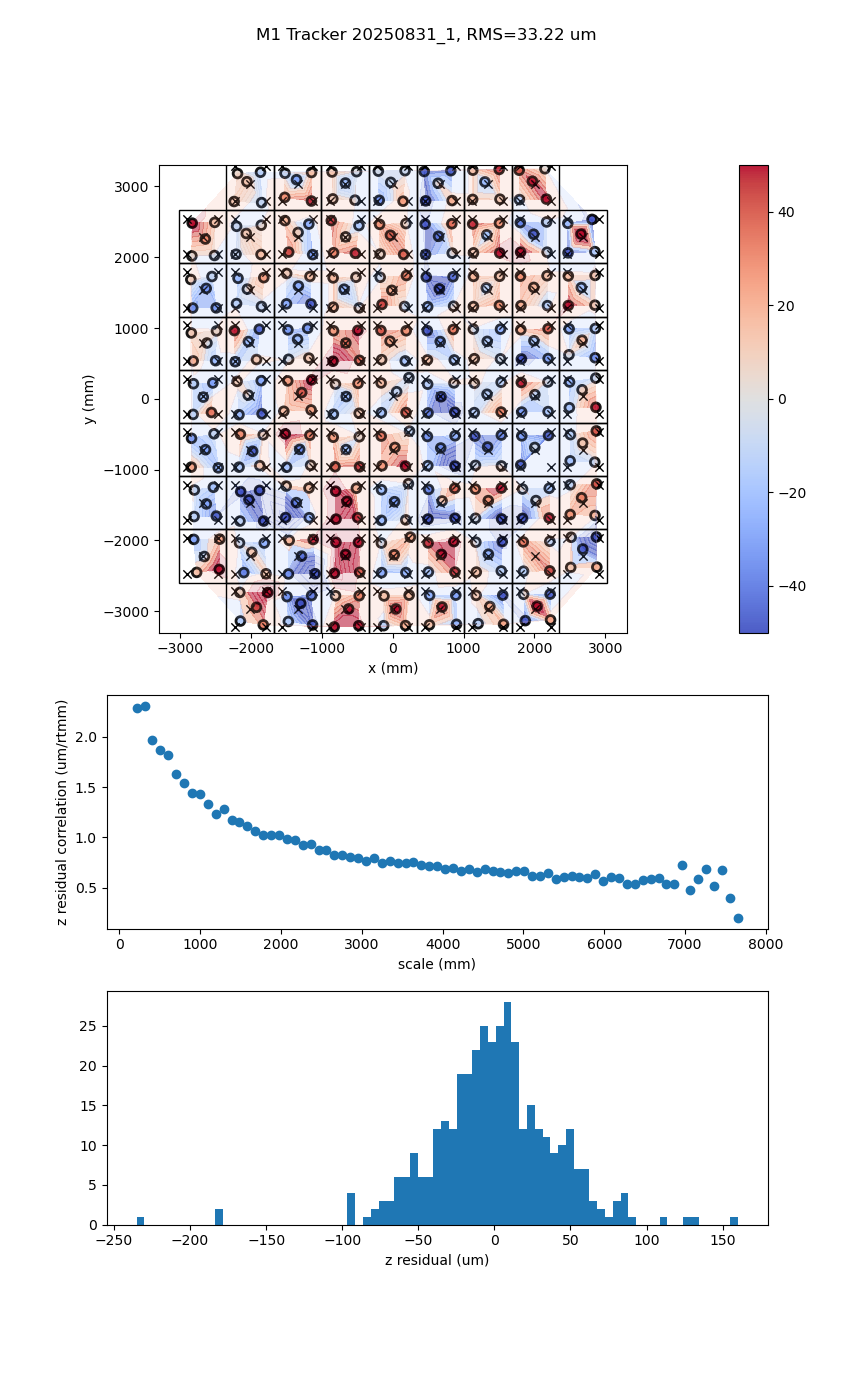 M1 Tracker 20250831_1, RMS=33.22 um
3000
2000
1000
0
−1000
−2000
−3000
y (mm)
−3000 −2000 −1000 0 1000 2000 3000
x (mm)
40
20
0
−20
−40
2.0
1.5
1.0
0.5
z residual correlation (um/rtmm)
0 1000 2000 3000 4000 5000 6000 7000 8000
scale (mm)
25
20
15
10
5
0
−250 −200 −150 −100 −50 0 50 100 150
z residual (um)